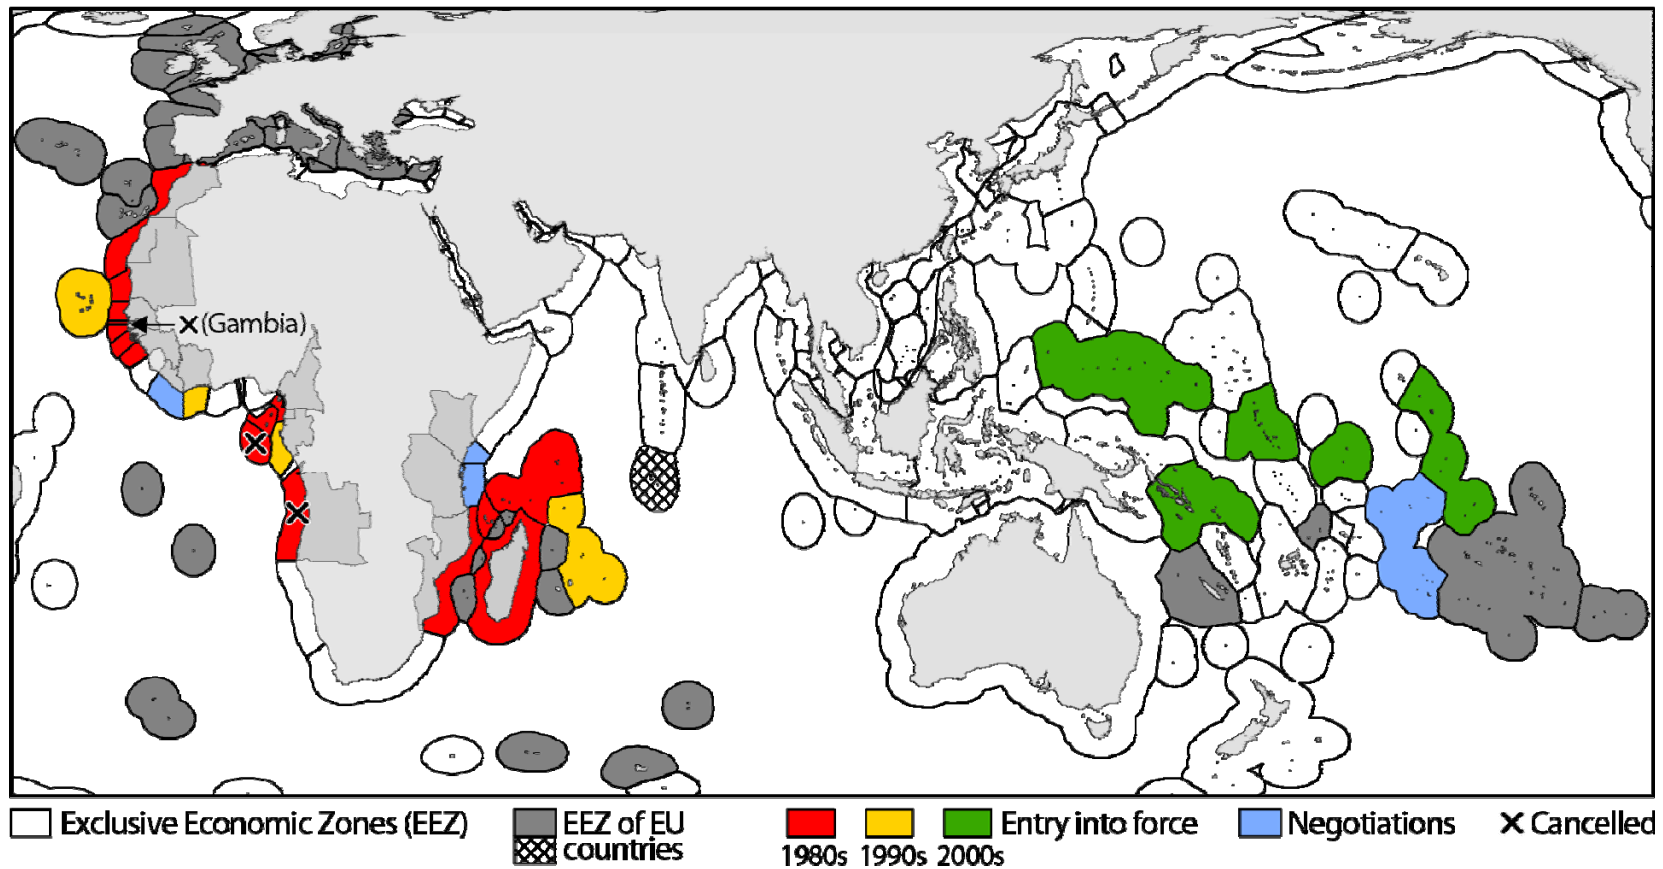 (Gambia)
Exclusive Economic Zones (EEZ)
EEZ of EU
countries
1980s
1990s
2000s
Entry into force
Negotiations
Cancelled